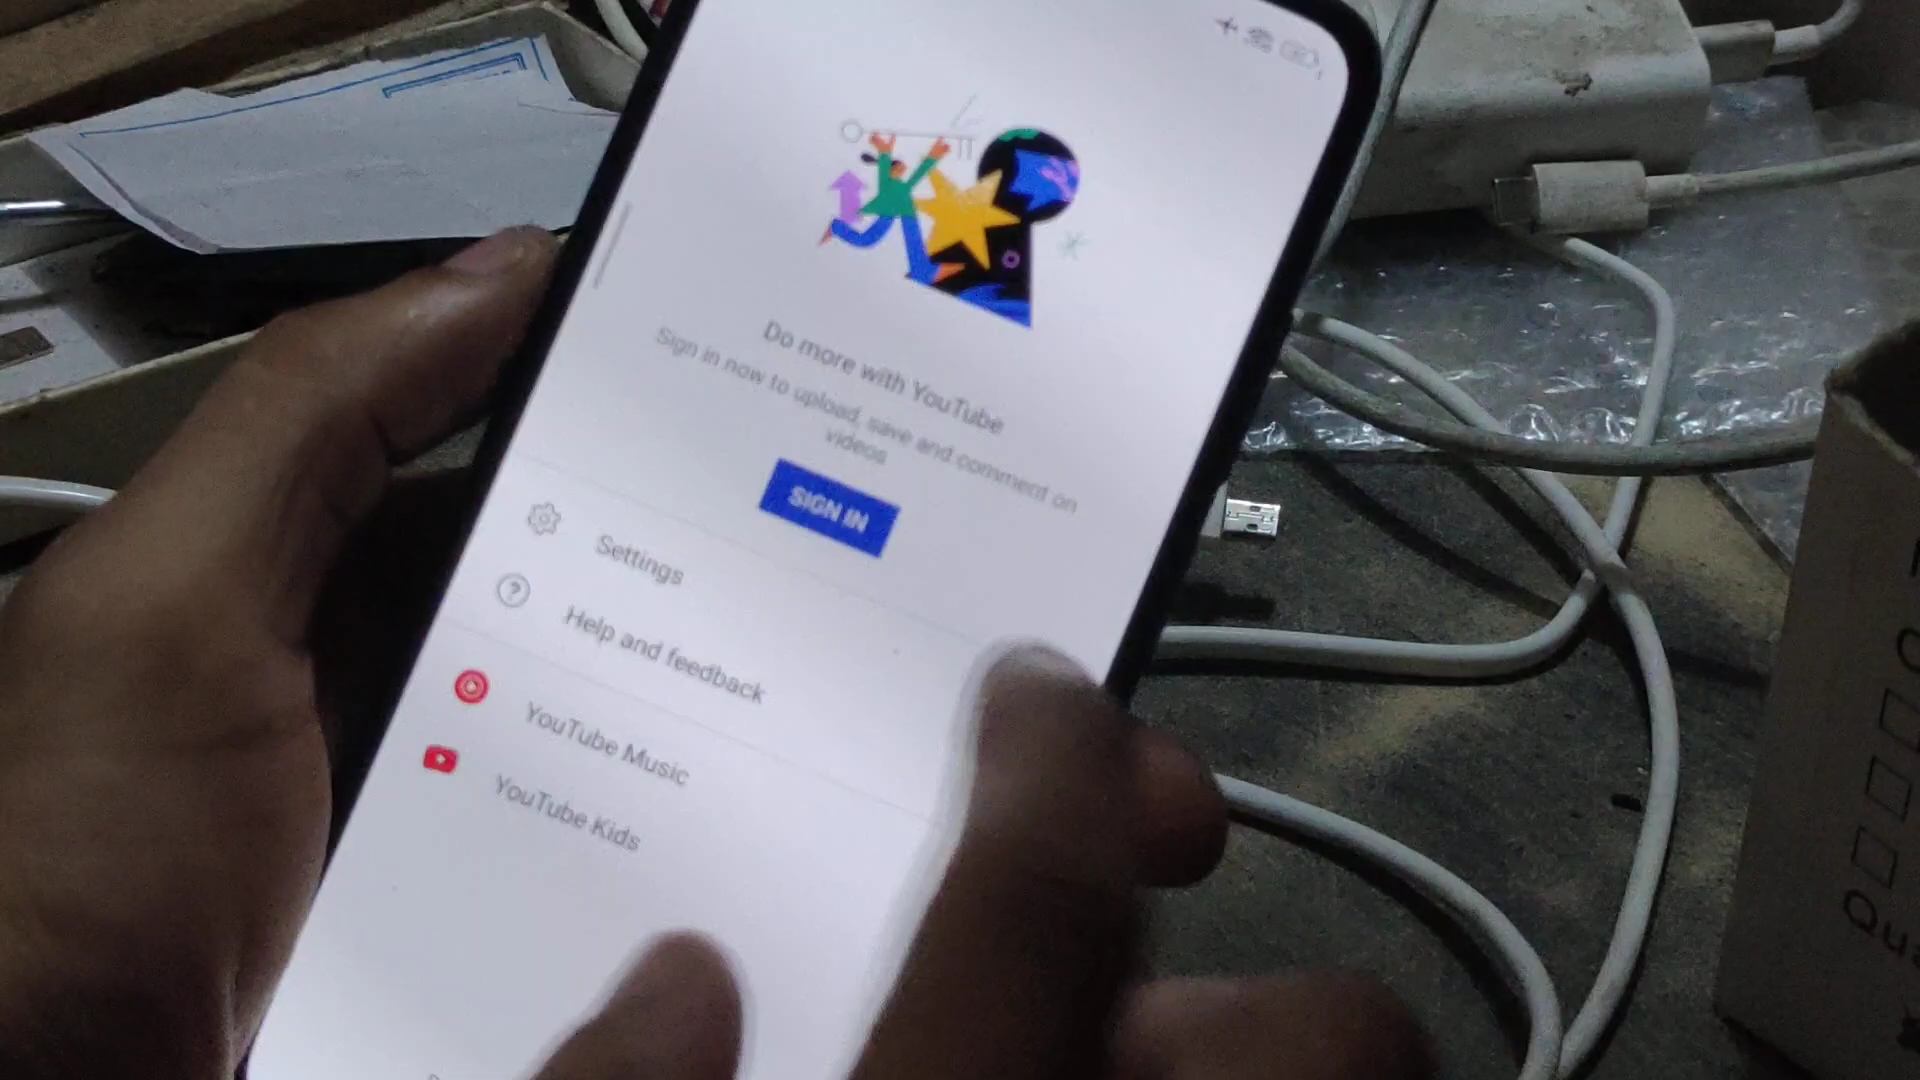 Do more with YouTube
Sign in now to upload, save and comment on
videos
SIGN IN
Settings
Help and feedback
YouTube Music
YouTube Kids